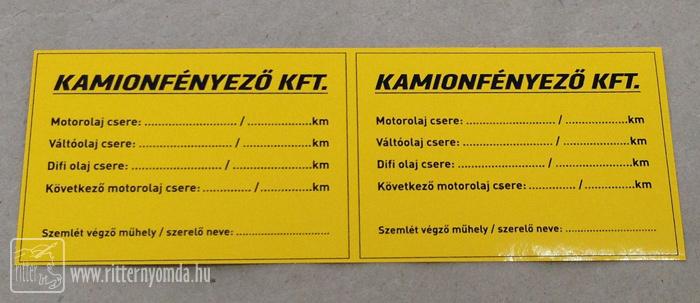 KAMIONFÉNYEZŐ KFT.
Motorolaj csere: ........................... / ....................km
Váltóolaj csere: ........................... / ....................km
Difi olaj csere: ........................... / ....................km
Következő motorolaj csere: ............... / ................km
Szemlét végző műhely / szerelő neve: ............................
KAMIONFÉNYEZŐ KFT.
Motorolaj csere: ........................... / ....................km
Váltóolaj csere: ........................... / ....................km
Difi olaj csere: ........................... / ....................km
Következő motorolaj csere: ............... / ................km
Szemlét végző műhely / szerelő neve: ............................
ritter
www.ritternyomda.hu